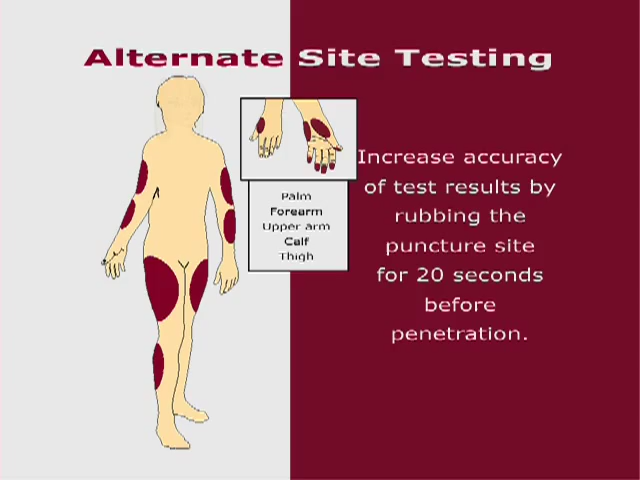 Alternate Site Testing
Palm
Forearm
Upper arm
Calf
Thigh
Increase accuracy
of test results by
rubbing the
puncture site
for 20 seconds
before
penetration.